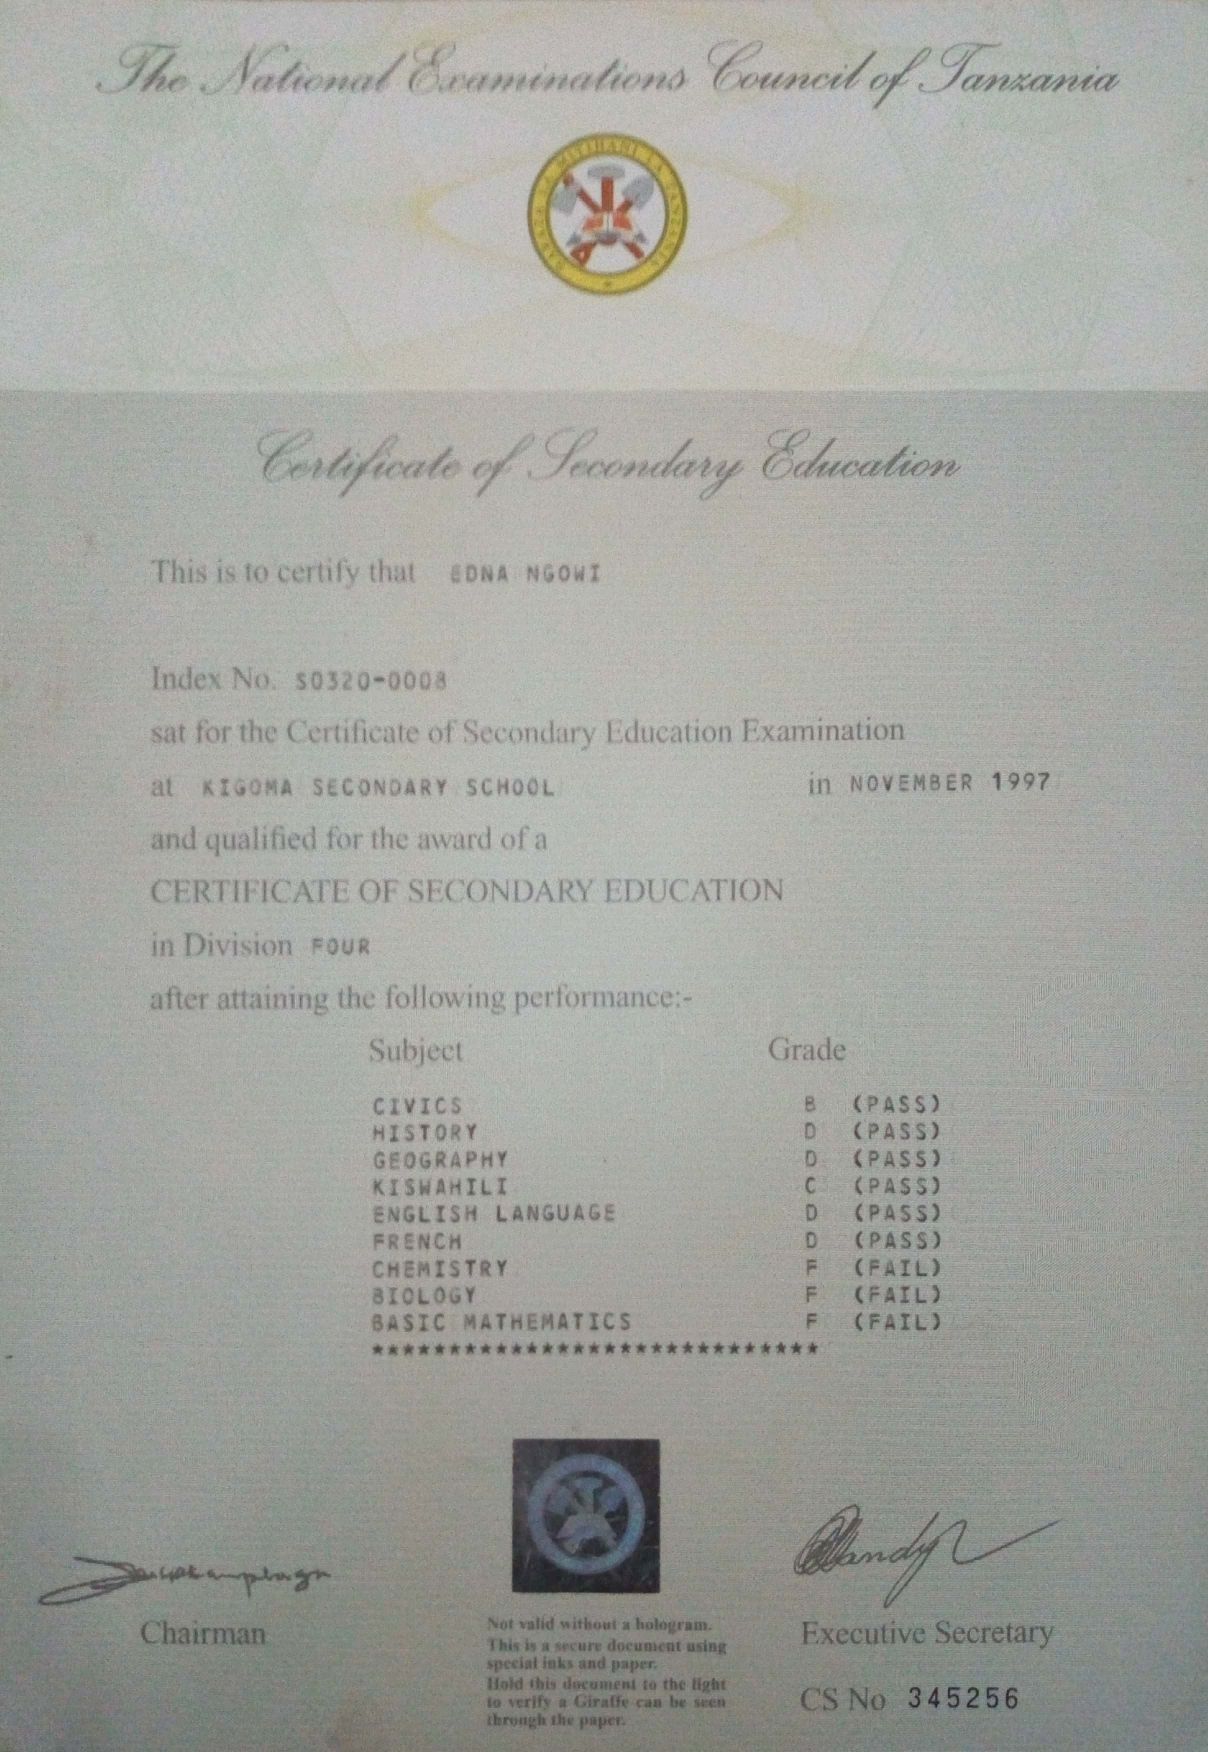 The National Examinations Council of Tanzania
BARAZA LA MITIHANI LA TANZANIA
Certificate of Secondary Education
This is to certify that EDNA NGOWI
Index No. S0320-0008
sat for the Certificate of Secondary Education Examination
at KIGOMA SECONDARY SCHOOL in NOVEMBER 1997
and qualified for the award of a
CERTIFICATE OF SECONDARY EDUCATION
in Division FOUR
after attaining the following performance:-
Subject Grade
CIVICS B (PASS)
HISTORY D (PASS)
GEOGRAPHY D (PASS)
KISWAHILI C (PASS)
ENGLISH LANGUAGE D (PASS)
FRENCH D (PASS)
CHEMISTRY F (FAIL)
BIOLOGY F (FAIL)
BASIC MATHEMATICS F (FAIL)
*****************************
Chairman
Not valid without a hologram.
This is a secure document using
special inks and paper.
Hold this document to the light
to verify a Giraffe can be seen
through the paper.
Executive Secretary
CS No 345256